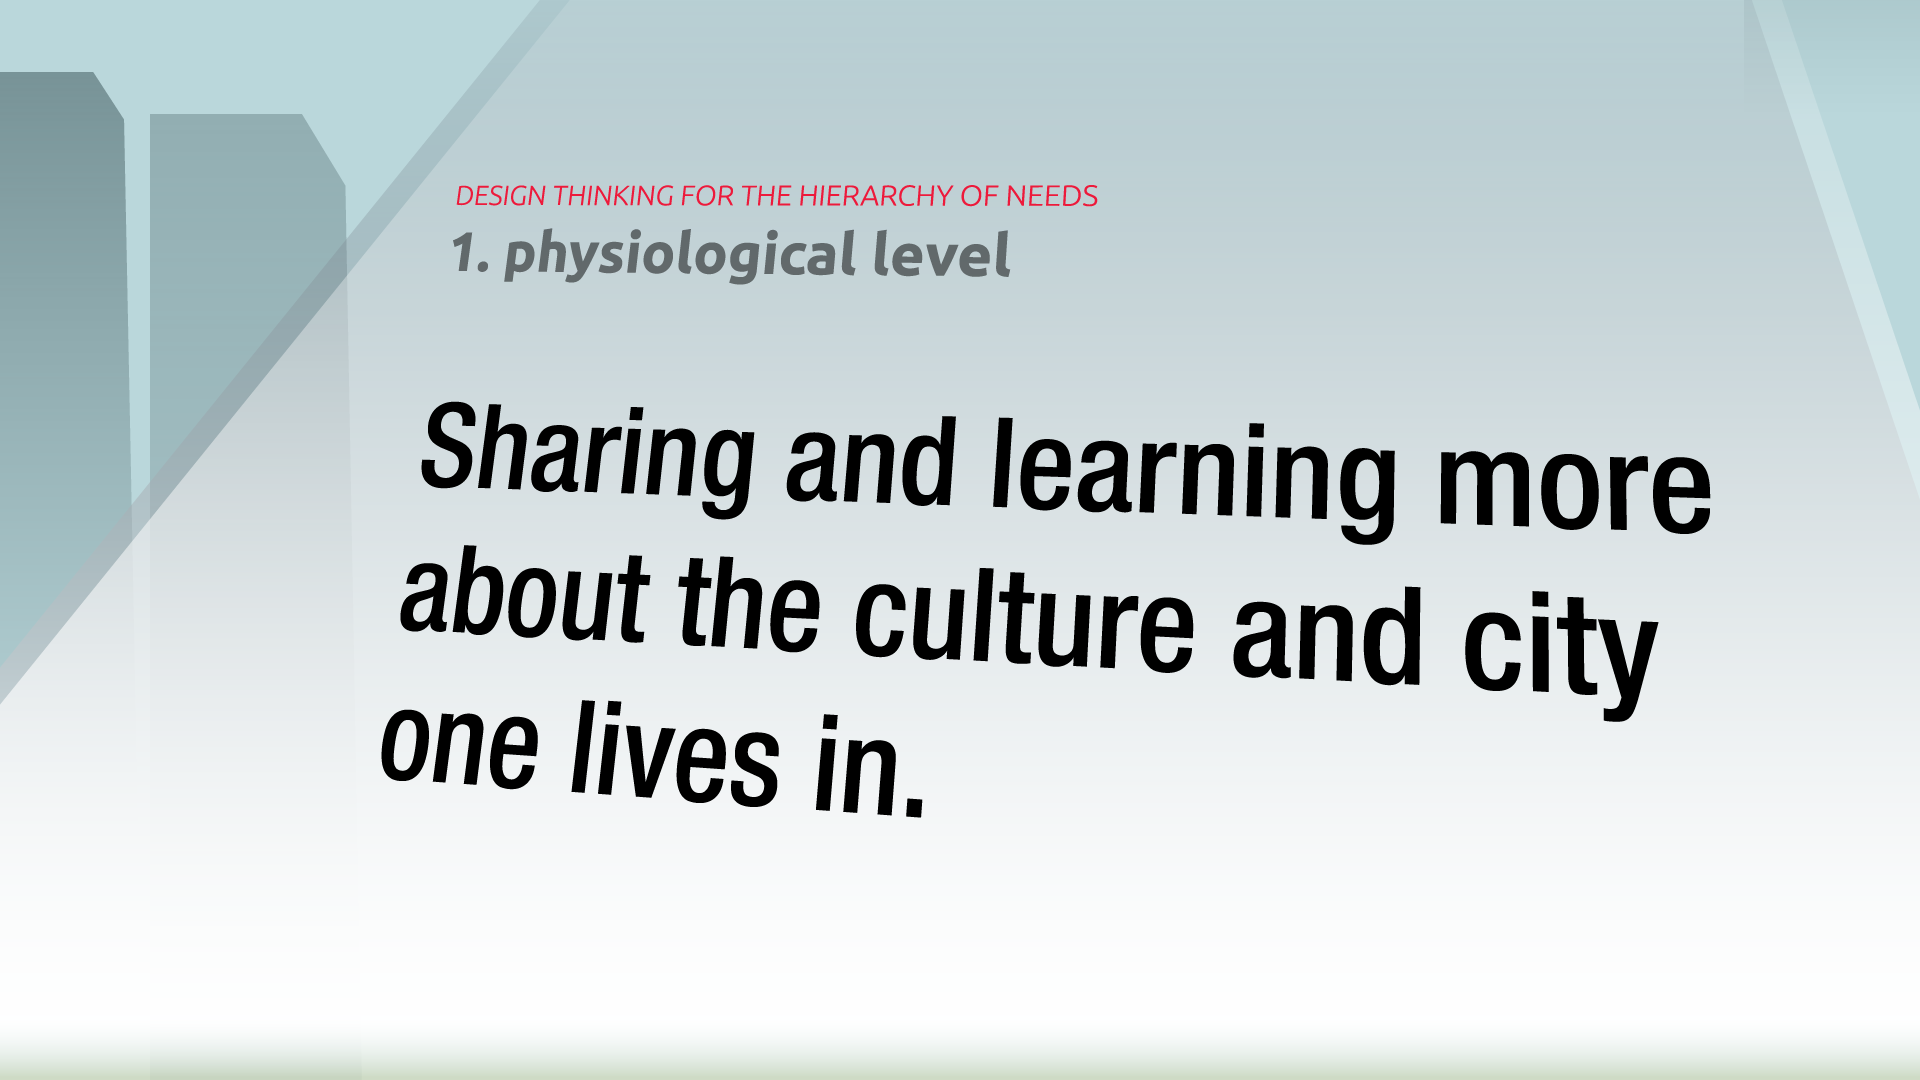 DESIGN THINKING FOR THE HIERARCHY OF NEEDS
1. physiological level
Sharing and learning more
about the culture and city
one lives in.